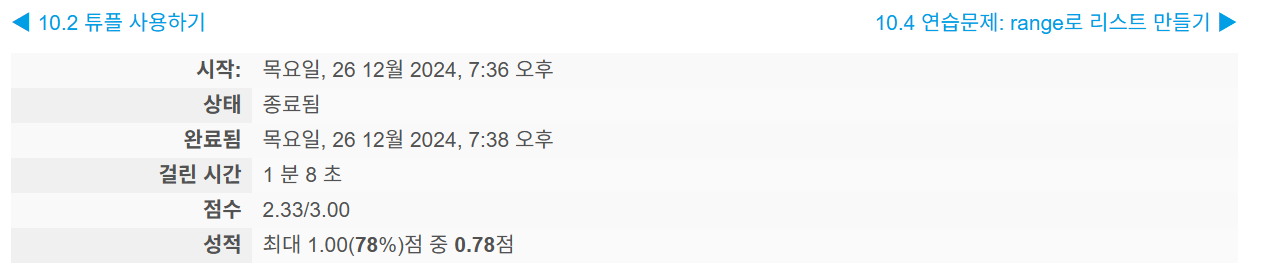 ◀ 10.2 튜플 사용하기
10.4 연습문제: range로 리스트 만들기 ▶
시작: 목요일, 26 12월 2024, 7:36 오후
상태 종료됨
완료됨 목요일, 26 12월 2024, 7:38 오후
걸린 시간 1 분 8 초
점수 2.33/3.00
성적 최대 1.00(78%)점 중 0.78점